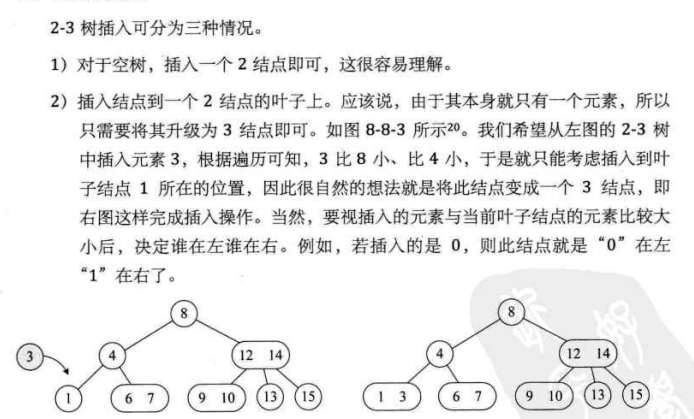 2-3 树插入可分为三种情况。
1）对于空树，插入一个 2 结点即可，这很容易理解。
2）插入结点到一个 2 结点的叶子上。应该说，由于其本身就只有一个元素，所以
只需要将其升级为 3 结点即可。如图 8-8-3 所示20。我们希望从左图的 2-3 树
中插入元素 3，根据遍历可知，3 比 8 小、比 4 小，于是就只能考虑插入到叶
子结点 1 所在的位置，因此很自然的想法就是将此结点变成一个 3 结点，即
右图这样完成插入操作。当然，要视插入的元素与当前叶子结点的元素比较大
小后，决定谁在左谁在右。例如，若插入的是 0，则此结点就是“0”在左
“1”在右了。
8
3 4 12 14
1 6 7 9 10 13 15
8
4 12 14
1 3 6 7 9 10 13 15